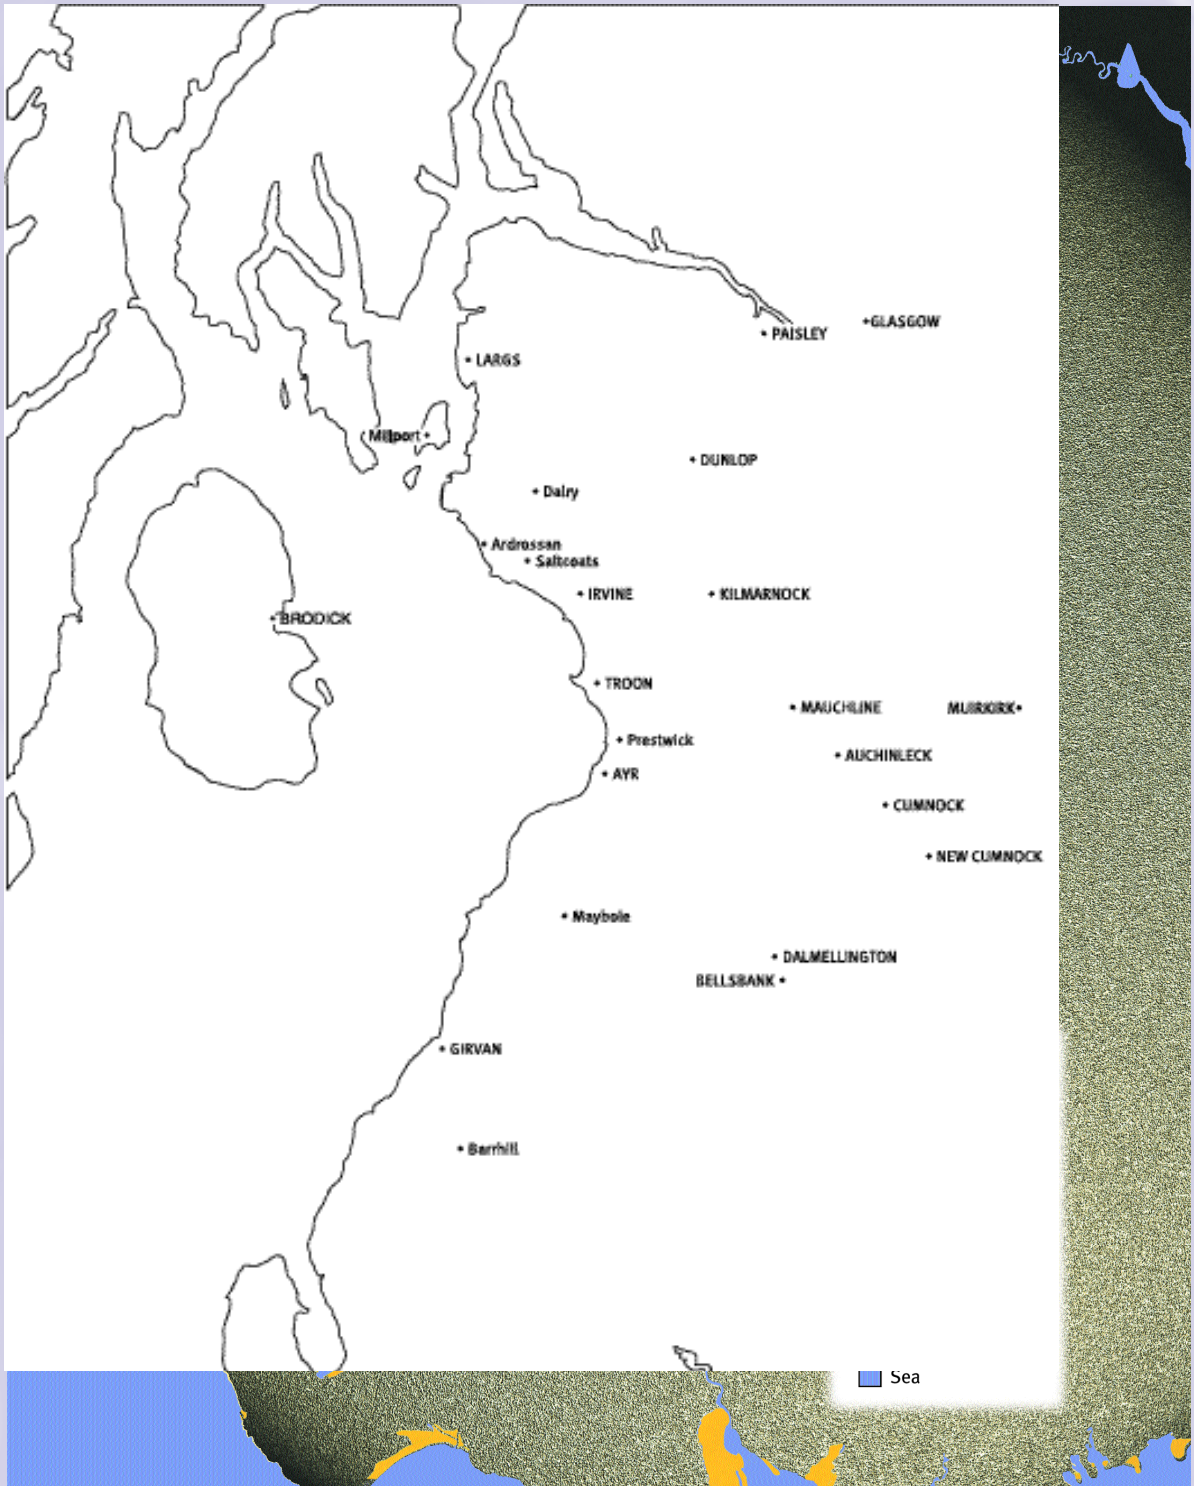 GLASGOW
PAISLEY
LARGS
Millport
DUNLOP
Dalry
Ardrossan
Saltcoats
IRVINE
KILMARNOCK
BRODICK
TROON
MAUCHLINE
MUIRKIRK
Prestwick
AUCHINLECK
AYR
CUMNOCK
NEW CUMNOCK
Maybole
DALMELLINGTON
BELLSBANK
GIRVAN
Barrhill
Sea